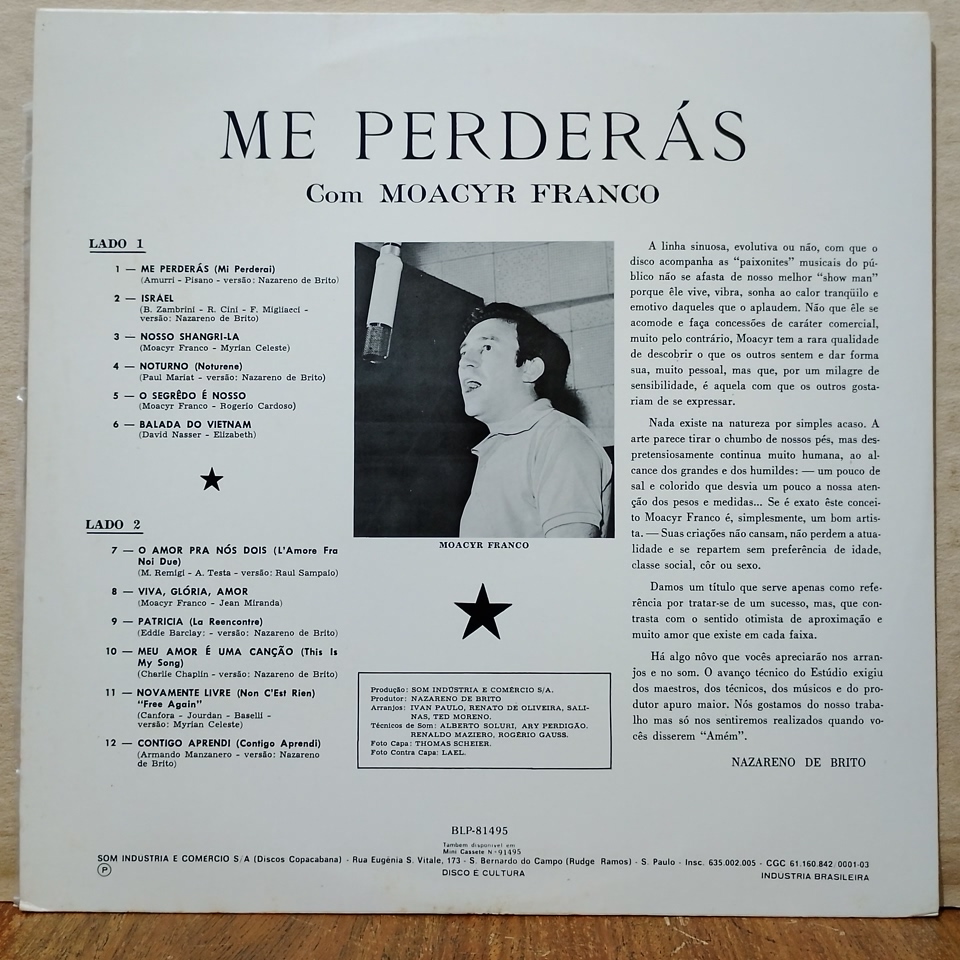 ME PERDERÁS
Com MOACYR FRANCO
LADO 1
1 — ME PERDERÁS (Mi Perderai)
(Amurri - Pisano - versão: Nazareno de Brito)
2 — ISRAEL
(B. Zambrini - R. Cini - F. Migliacci -
versão: Nazareno de Brito)
3 — NOSSO SHANGRI-LA
(Moacyr Franco - Myrian Celeste)
4 — NOTURNO (Noturene)
(Paul Mariat - versão: Nazareno de Brito)
5 — O SEGRÊDO É NOSSO
(Moacyr Franco - Rogerio Cardoso)
6 — BALADA DO VIETNAM
(David Nasser - Elizabeth)
LADO 2
7 — O AMOR PRA NÓS DOIS (L'Amore Fra
Noi Due)
(M. Remigi - A. Testa - versão: Raul Sampaio)
8 — VIVA, GLÓRIA, AMOR
(Moacyr Franco - Jean Miranda)
9 — PATRICIA (La Reencontre)
(Eddie Barclay: - versão: Nazareno de Brito)
10 — MEU AMOR É UMA CANÇÃO (This Is
My Song)
(Charlie Chaplin - versão: Nazareno de Brito)
11 — NOVAMENTE LIVRE (Non C'Est Rien)
"Free Again"
(Canfora - Jourdan - Baselli -
versão: Myrian Celeste)
12 — CONTIGO APRENDI (Contigo Aprendi)
(Armando Manzanero - versão: Nazareno
de Brito)
MOACYR FRANCO
Produção: SOM INDÚSTRIA E COMÉRCIO S/A.
Produtor: NAZARENO DE BRITO
Arranjos: IVAN PAULO, RENATO DE OLIVEIRA, SALI-
NAS, TED MORENO.
Técnicos de Som: ALBERTO SOLURI, ARY PERDIGÃO.
RENALDO MAZIERO, ROGÉRIO GAUSS.
Foto Capa: THOMAS SCHEIER.
Foto Contra Capa: LAEL.
A linha sinuosa, evolutiva ou não, com que o
disco acompanha as "paixonites" musicais do pú-
blico não se afasta de nosso melhor "show man"
porque êle vive, vibra, sonha ao calor tranqüilo e
emotivo daqueles que o aplaudem. Não que êle se
acomode e faça concessões de caráter comercial,
muito pelo contrário, Moacyr tem a rara qualidade
de descobrir o que os outros sentem e dar forma
sua, muito pessoal, mas que, por um milagre de
sensibilidade, é aquela com que os outros gosta-
riam de se expressar.
Nada existe na natureza por simples acaso. A
arte parece tirar o chumbo de nossos pés, mas des-
pretensiosamente continua muito humana, ao al-
cance dos grandes e dos humildes: — um pouco de
sal e colorido que desvia um pouco a nossa aten-
ção dos pesos e medidas... Se é exato êste concei-
to Moacyr Franco é, simplesmente, um bom artis-
ta. — Suas criações não cansam, não perdem a atua-
lidade e se repartem sem preferência de idade,
classe social, côr ou sexo.
Damos um título que serve apenas como refe-
rência por tratar-se de um sucesso, mas, que con-
trasta com o sentido otimista de aproximação e
muito amor que existe em cada faixa.
Há algo nôvo que vocês apreciarão nos arran-
jos e no som. O avanço técnico do Estúdio exigiu
dos maestros, dos técnicos, dos músicos e do pro-
dutor apuro maior. Nós gostamos do nosso traba-
lho mas só nos sentiremos realizados quando vo-
cês disserem "Amém".
NAZARENO DE BRITO
BLP-81495
Tambem disponivel em
Mini Cassete Nº 91495
SOM INDUSTRIA E COMERCIO S/A (Discos Copacabana) - Rua Eugênia S. Vitale, 173 - S. Bernardo do Campo (Rudge Ramos) - S. Paulo - Insc. 635.002.005 - CGC 61.160.842/0001-03
P
DISCO É CULTURA
INDUSTRIA BRASILEIRA